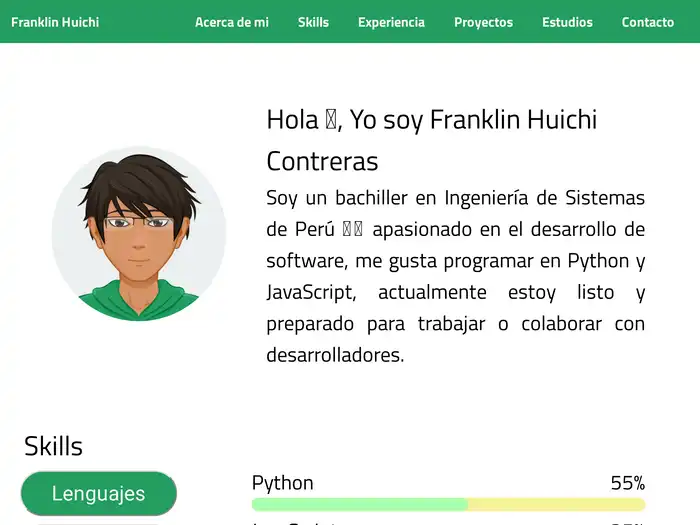 Franklin Huichi
Acerca de mi
Skills
Experiencia
Proyectos
Estudios
Contacto
Hola , Yo soy Franklin Huichi
Contreras
Soy un bachiller en Ingeniería de Sistemas
de Perú apasionado en el desarrollo de
software, me gusta programar en Python y
JavaScript, actualmente estoy listo y
preparado para trabajar o colaborar con
desarrolladores.
Skills
Lenguajes
Python 55%